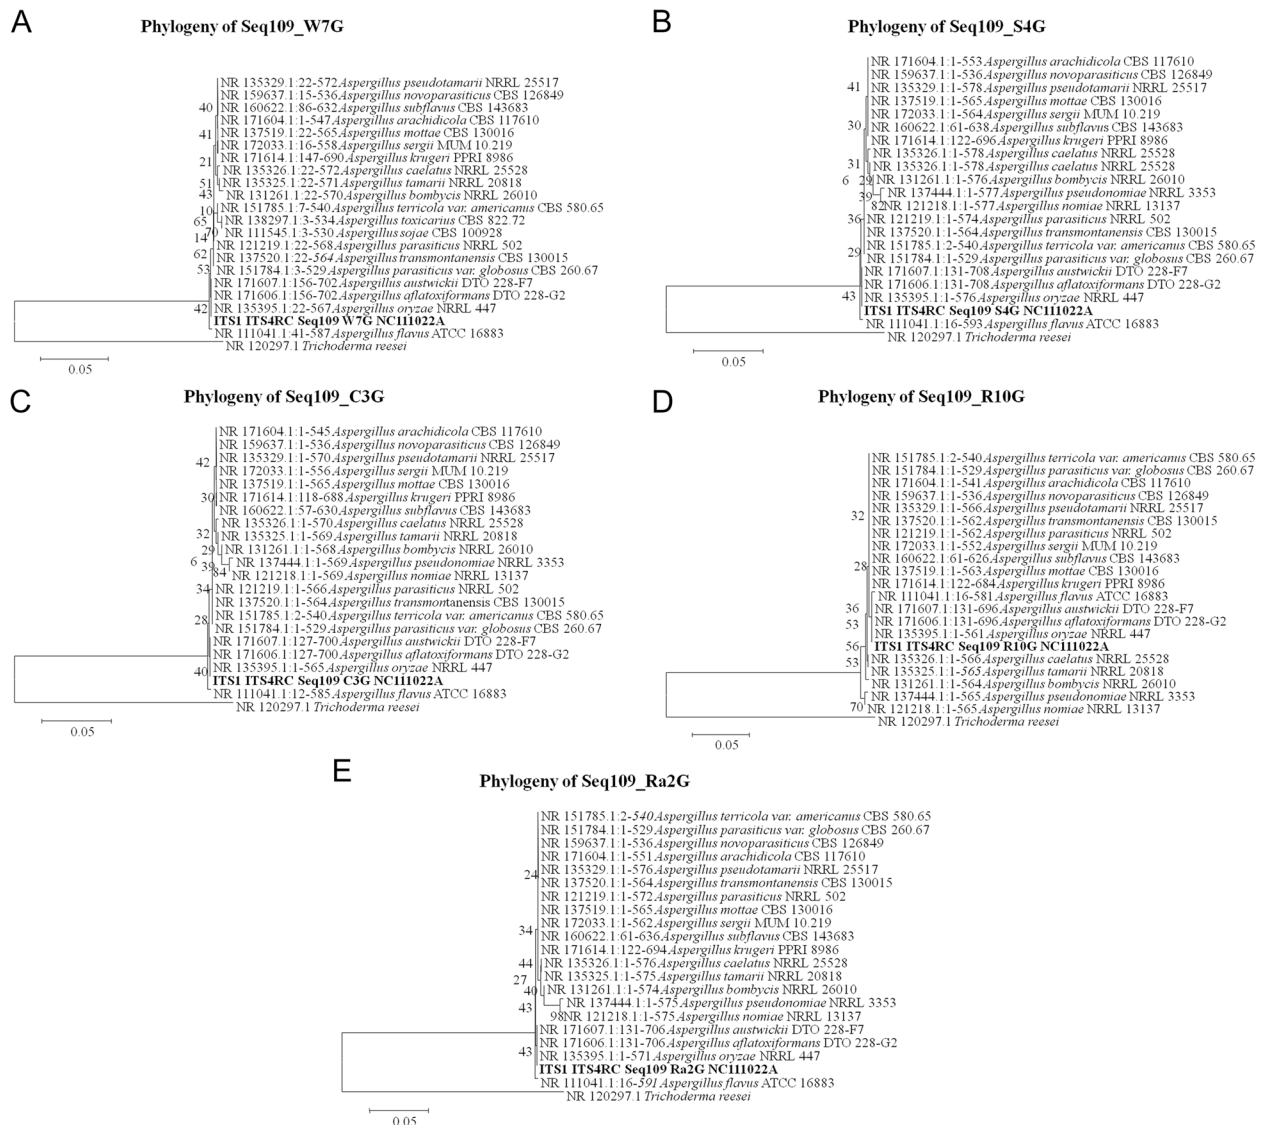 A
Phylogeny of Seq109_W7G
NR 135329.1:22-572 Aspergillus pseudotamarii NRRL 25517
NR 159637.1:15-536 Aspergillus novoparasiticus CBS 126849
40
NR 160622.1:86-632 Aspergillus subflavus CBS 143683
NR 171604.1:1-547 Aspergillus arachidicola CBS 117610
41
NR 137519.1:22-565 Aspergillus mottae CBS 130016
NR 172033.1:16-558 Aspergillus sergii MUM 10.219
21
NR 171614.1:147-690 Aspergillus krugeri PPRI 8986
NR 135326.1:22-572 Aspergillus caelatus NRRL 25528
51
NR 135325.1:22-571 Aspergillus tamarii NRRL 20818
43
NR 131261.1:22-570 Aspergillus bombycis NRRL 26010
10
NR 151785.1:7-540 Aspergillus terricola var. americanus CBS 580.65
65
NR 138297.1:3-534 Aspergillus toxicarius CBS 822.72
70
NR 111545.1:3-530 Aspergillus sojae CBS 100928
14
NR 121219.1:22-568 Aspergillus parasiticus NRRL 502
62
NR 137520.1:22-564 Aspergillus transmontanensis CBS 130015
53
NR 151784.1:3-529 Aspergillus parasiticus var. globosus CBS 260.67
NR 171607.1:156-702 Aspergillus austwickii DTO 228-F7
NR 171606.1:156-702 Aspergillus aflatoxiformans DTO 228-G2
42
NR 135395.1:22-567 Aspergillus oryzae NRRL 447
ITS1 ITS4RC Seq109 W7G NC111022A
NR 111041.1:41-587 Aspergillus flavus ATCC 16883
NR 120297.1 Trichoderma reesei
0.05
B
Phylogeny of Seq109_S4G
NR 171604.1:1-553 Aspergillus arachidicola CBS 117610
NR 159637.1:1-536 Aspergillus novoparasiticus CBS 126849
41
NR 135329.1:1-578 Aspergillus pseudotamarii NRRL 25517
NR 137519.1:1-565 Aspergillus mottae CBS 130016
NR 172033.1:1-564 Aspergillus sergii MUM 10.219
30
NR 160622.1:61-638 Aspergillus subflavus CBS 143683
NR 171614.1:122-696 Aspergillus krugeri PPRI 8986
NR 135326.1:1-578 Aspergillus caelatus NRRL 25528
31
NR 135326.1:1-578 Aspergillus caelatus NRRL 25528
6
29
NR 131261.1:1-576 Aspergillus bombycis NRRL 26010
39
NR 137444.1:1-577 Aspergillus pseudonomiae NRRL 3353
82
NR 121218.1:1-577 Aspergillus nomiae NRRL 13137
36
NR 121219.1:1-574 Aspergillus parasiticus NRRL 502
NR 137520.1:1-564 Aspergillus transmontanensis CBS 130015
29
NR 151785.1:2-540 Aspergillus terricola var. americanus CBS 580.65
NR 151784.1:1-529 Aspergillus parasiticus var. globosus CBS 260.67
NR 171607.1:131-708 Aspergillus austwickii DTO 228-F7
NR 171606.1:131-708 Aspergillus aflatoxiformans DTO 228-G2
43
NR 135395.1:1-576 Aspergillus oryzae NRRL 447
ITS1 ITS4RC Seq109 S4G NC111022A
NR 111041.1:16-593 Aspergillus flavus ATCC 16883
NR 120297.1 Trichoderma reesei
0.05
C
Phylogeny of Seq109_C3G
NR 171604.1:1-545 Aspergillus arachidicola CBS 117610
NR 159637.1:1-536 Aspergillus novoparasiticus CBS 126849
42
NR 135329.1:1-570 Aspergillus pseudotamarii NRRL 25517
NR 172033.1:1-556 Aspergillus sergii MUM 10.219
NR 137519.1:1-565 Aspergillus mottae CBS 130016
30
NR 171614.1:118-688 Aspergillus krugeri PPRI 8986
NR 160622.1:57-630 Aspergillus subflavus CBS 143683
NR 135326.1:1-570 Aspergillus caelatus NRRL 25528
32
NR 135325.1:1-569 Aspergillus tamarii NRRL 20818
29
NR 131261.1:1-568 Aspergillus bombycis NRRL 26010
6
39
NR 137444.1:1-569 Aspergillus pseudonomiae NRRL 3353
84
NR 121218.1:1-569 Aspergillus nomiae NRRL 13137
34
NR 121219.1:1-566 Aspergillus parasiticus NRRL 502
NR 137520.1:1-564 Aspergillus transmontanensis CBS 130015
28
NR 151785.1:2-540 Aspergillus terricola var. americanus CBS 580.65
NR 151784.1:1-529 Aspergillus parasiticus var. globosus CBS 260.67
NR 171607.1:127-700 Aspergillus austwickii DTO 228-F7
NR 171606.1:127-700 Aspergillus aflatoxiformans DTO 228-G2
40
NR 135395.1:1-565 Aspergillus oryzae NRRL 447
ITS1 ITS4RC Seq109 C3G NC111022A
NR 111041.1:12-585 Aspergillus flavus ATCC 16883
NR 120297.1 Trichoderma reesei
0.05
D
Phylogeny of Seq109_R10G
NR 151785.1:2-540 Aspergillus terricola var. americanus CBS 580.65
NR 151784.1:1-529 Aspergillus parasiticus var. globosus CBS 260.67
NR 171604.1:1-541 Aspergillus arachidicola CBS 117610
NR 159637.1:1-536 Aspergillus novoparasiticus CBS 126849
NR 135329.1:1-566 Aspergillus pseudotamarii NRRL 25517
32
NR 137520.1:1-562 Aspergillus transmontanensis CBS 130015
NR 121219.1:1-562 Aspergillus parasiticus NRRL 502
NR 172033.1:1-552 Aspergillus sergii MUM 10.219
NR 160622.1:61-626 Aspergillus subflavus CBS 143683
28
NR 137519.1:1-563 Aspergillus mottae CBS 130016
NR 171614.1:122-684 Aspergillus krugeri PPRI 8986
NR 111041.1:16-581 Aspergillus flavus ATCC 16883
36
NR 171607.1:131-696 Aspergillus austwickii DTO 228-F7
53
NR 171606.1:131-696 Aspergillus aflatoxiformans DTO 228-G2
NR 135395.1:1-561 Aspergillus oryzae NRRL 447
56
ITS1 ITS4RC Seq109 R10G NC111022A
53
NR 135326.1:1-566 Aspergillus caelatus NRRL 25528
NR 135325.1:1-565 Aspergillus tamarii NRRL 20818
NR 131261.1:1-564 Aspergillus bombycis NRRL 26010
NR 137444.1:1-565 Aspergillus pseudonomiae NRRL 3353
70
NR 121218.1:1-565 Aspergillus nomiae NRRL 13137
NR 120297.1 Trichoderma reesei
0.05
E
Phylogeny of Seq109_Ra2G
NR 151785.1:2-540 Aspergillus terricola var. americanus CBS 580.65
NR 151784.1:1-529 Aspergillus parasiticus var. globosus CBS 260.67
NR 159637.1:1-536 Aspergillus novoparasiticus CBS 126849
NR 171604.1:1-551 Aspergillus arachidicola CBS 117610
24
NR 135329.1:1-576 Aspergillus pseudotamarii NRRL 25517
NR 137520.1:1-564 Aspergillus transmontanensis CBS 130015
NR 121219.1:1-572 Aspergillus parasiticus NRRL 502
NR 137519.1:1-565 Aspergillus mottae CBS 130016
NR 172033.1:1-562 Aspergillus sergii MUM 10.219
34
NR 160622.1:61-636 Aspergillus subflavus CBS 143683
NR 171614.1:122-694 Aspergillus krugeri PPRI 8986
44
NR 135326.1:1-576 Aspergillus caelatus NRRL 25528
27
NR 135325.1:1-575 Aspergillus tamarii NRRL 20818
40
NR 131261.1:1-574 Aspergillus bombycis NRRL 26010
43
NR 137444.1:1-575 Aspergillus pseudonomiae NRRL 3353
98
NR 121218.1:1-575 Aspergillus nomiae NRRL 13137
NR 171607.1:131-706 Aspergillus austwickii DTO 228-F7
NR 171606.1:131-706 Aspergillus aflatoxiformans DTO 228-G2
43
NR 135395.1:1-571 Aspergillus oryzae NRRL 447
ITS1 ITS4RC Seq109 Ra2G NC111022A
NR 111041.1:16-591 Aspergillus flavus ATCC 16883
NR 120297.1 Trichoderma reesei
0.05